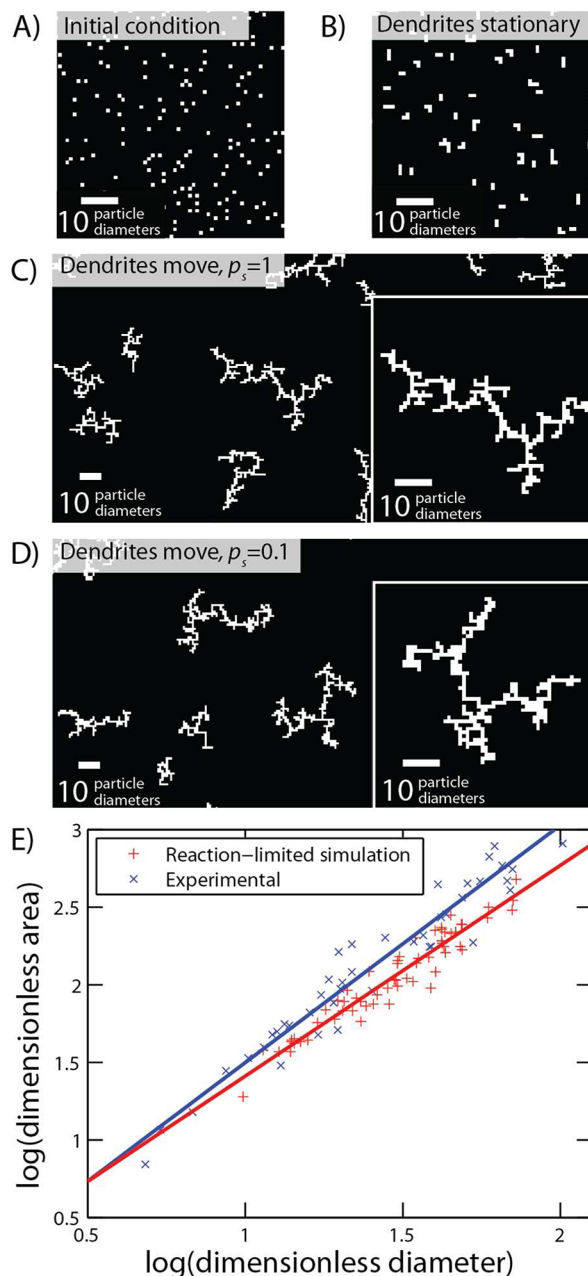 A)
Initial condition
10 particle diameters
B)
Dendrites stationary
10 particle diameters
C)
Dendrites move, pₛ=1
10 particle diameters
10 particle diameters
D)
Dendrites move, pₛ=0.1
10 particle diameters
10 particle diameters
E)
3
2.5
2
1.5
1
0.5
log(dimensionless area)
Reaction−limited simulation
Experimental
0.5
1
1.5
2
log(dimensionless diameter)